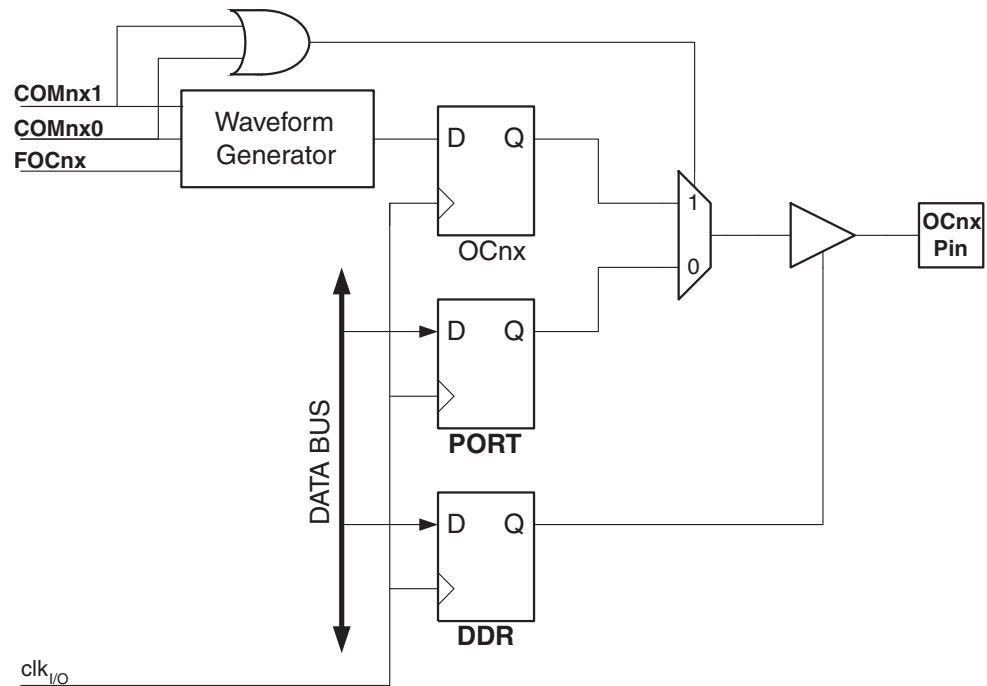 COMnx1
COMnx0
FOCnx
Waveform
Generator
D Q
OCnx
1
0
OCnx
Pin
D Q
PORT
DATA BUS
D Q
DDR
clkI/O